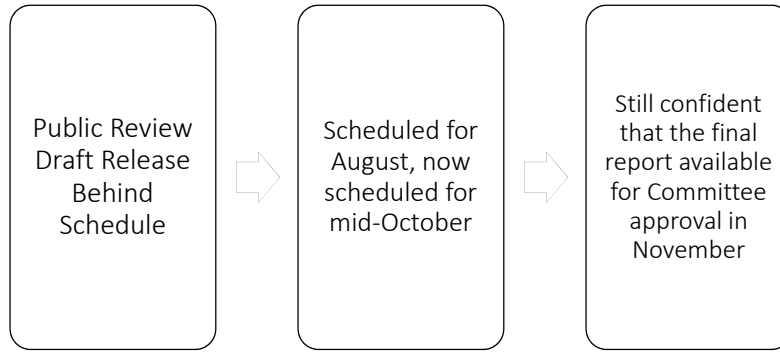 Public Review
Draft Release
Behind
Schedule
Scheduled for
August, now
scheduled for
mid-October
Still confident
that the final
report available
for Committee
approval in
November